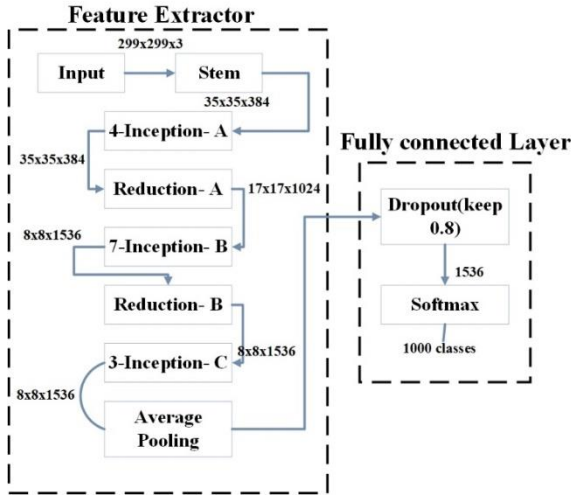 Feature Extractor
299x299x3
Input
Stem
35x35x384
4-Inception- A
35x35x384
Reduction- A
17x17x1024
7-Inception- B
8x8x1536
Reduction- B
8x8x1536
3-Inception- C
8x8x1536
Average
Pooling
Fully connected Layer
Dropout(keep
0.8)
1536
Softmax
1000 classes